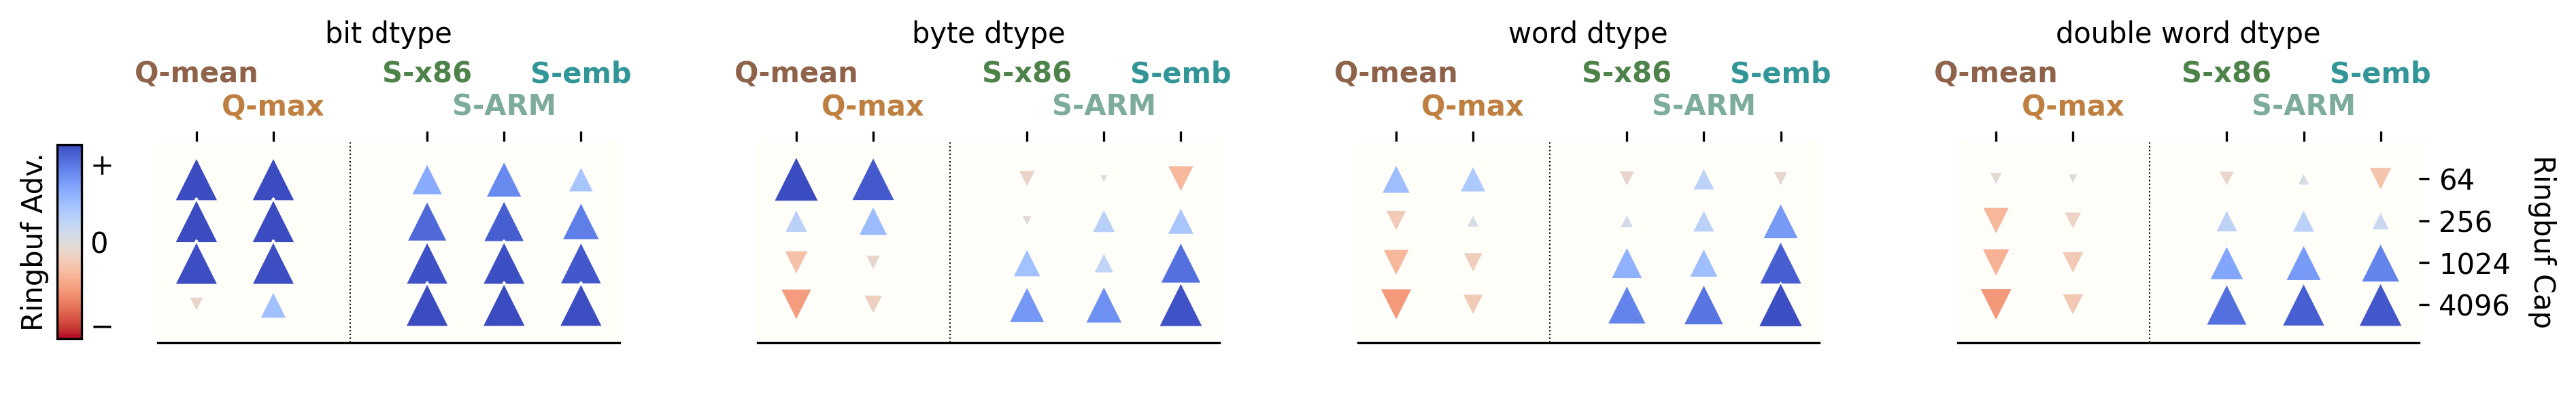 bit dtype
byte dtype
word dtype
double word dtype
Q-mean S-x86 S-emb
Q-max S-ARM
Q-mean S-x86 S-emb
Q-max S-ARM
Q-mean S-x86 S-emb
Q-max S-ARM
Q-mean S-x86 S-emb
Q-max S-ARM
Ringbuf Adv.
+
0
−
64
256
1024
4096
Ringbuf Cap